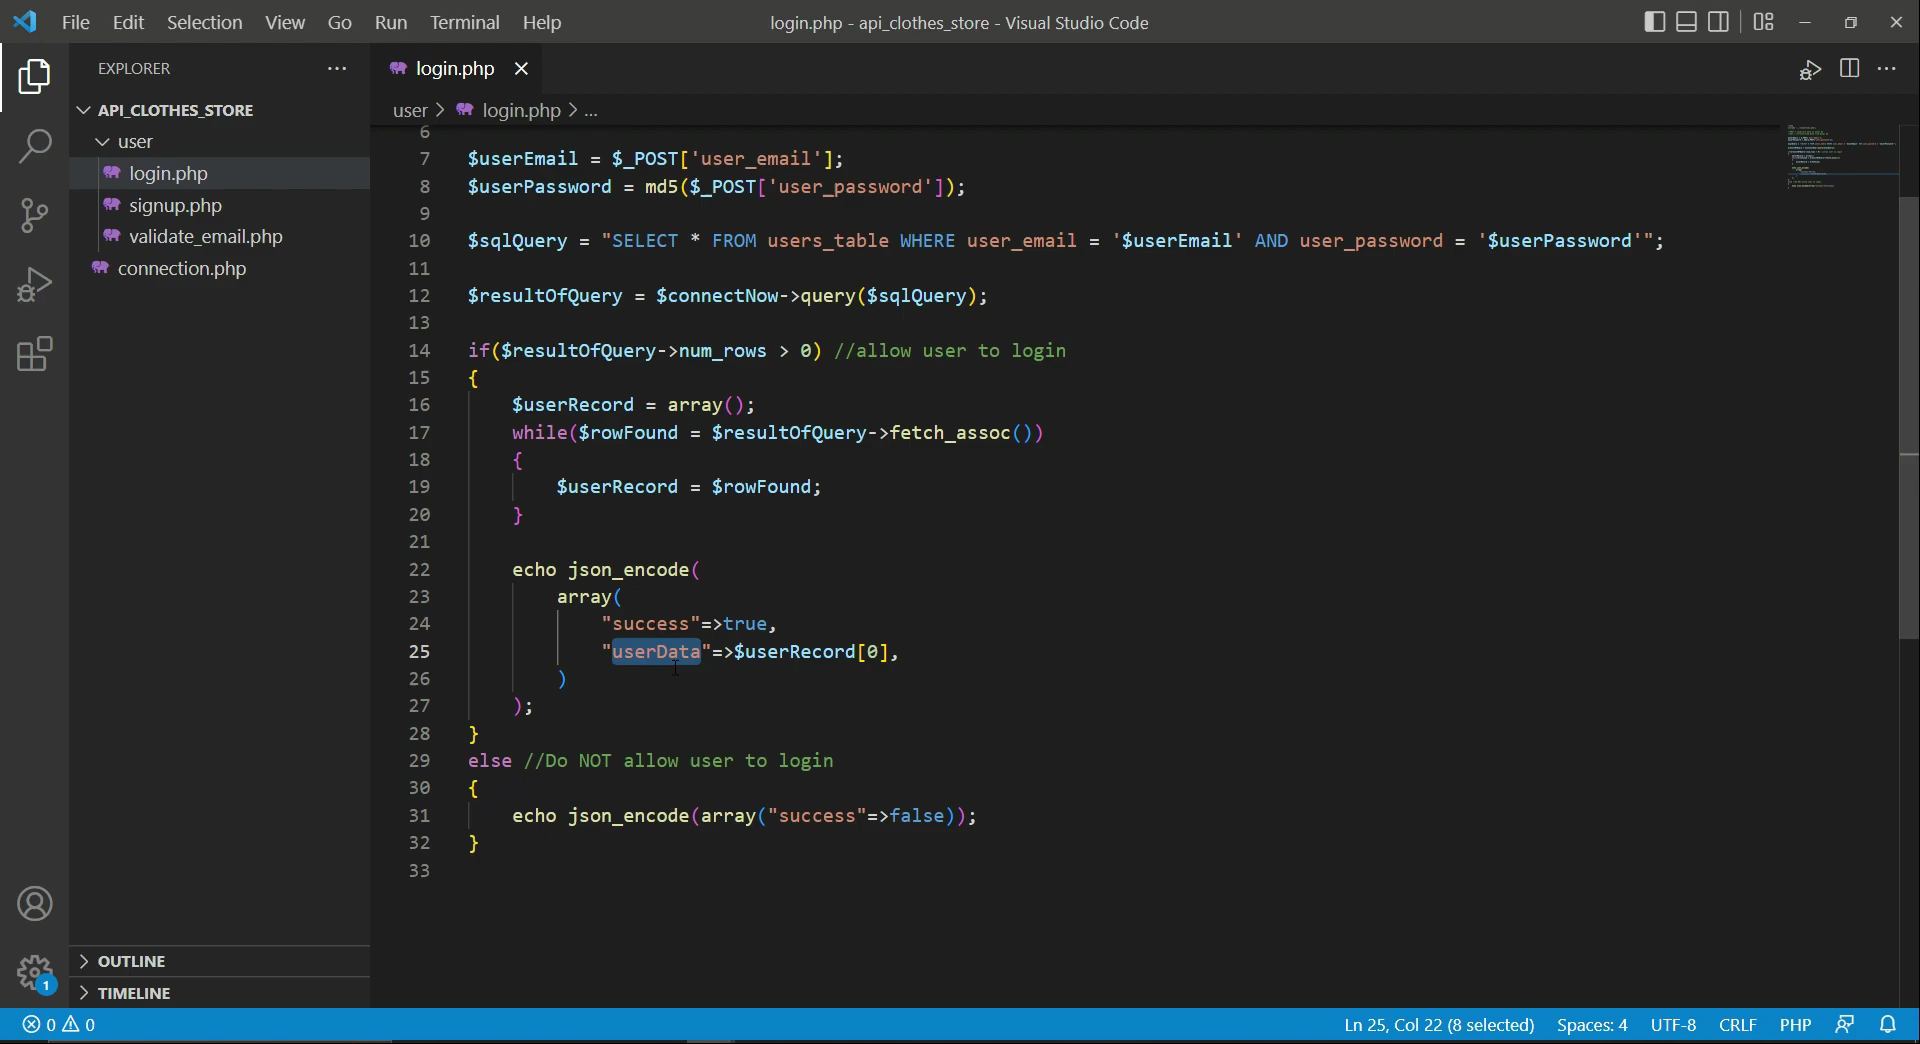 File Edit Selection View Go Run Terminal Help
login.php - api_clothes_store - Visual Studio Code
EXPLORER
API_CLOTHES_STORE
user
login.php
signup.php
validate_email.php
connection.php
OUTLINE
TIMELINE
login.php
user > login.php > ...
6
7 $userEmail = $_POST['user_email'];
8 $userPassword = md5($_POST['user_password']);
9
10 $sqlQuery = "SELECT * FROM users_table WHERE user_email = '$userEmail' AND user_password = '$userPassword'";
11
12 $resultOfQuery = $connectNow->query($sqlQuery);
13
14 if($resultOfQuery->num_rows > 0) //allow user to login
15 {
16     $userRecord = array();
17     while($rowFound = $resultOfQuery->fetch_assoc())
18     {
19         $userRecord = $rowFound;
20     }
21
22     echo json_encode(
23         array(
24             "success"=>true,
25             "userData"=>$userRecord[0],
26         )
27     );
28 }
29 else //Do NOT allow user to login
30 {
31     echo json_encode(array("success"=>false));
32 }
33
1
0 0
Ln 25, Col 22 (8 selected) Spaces: 4 UTF-8 CRLF PHP